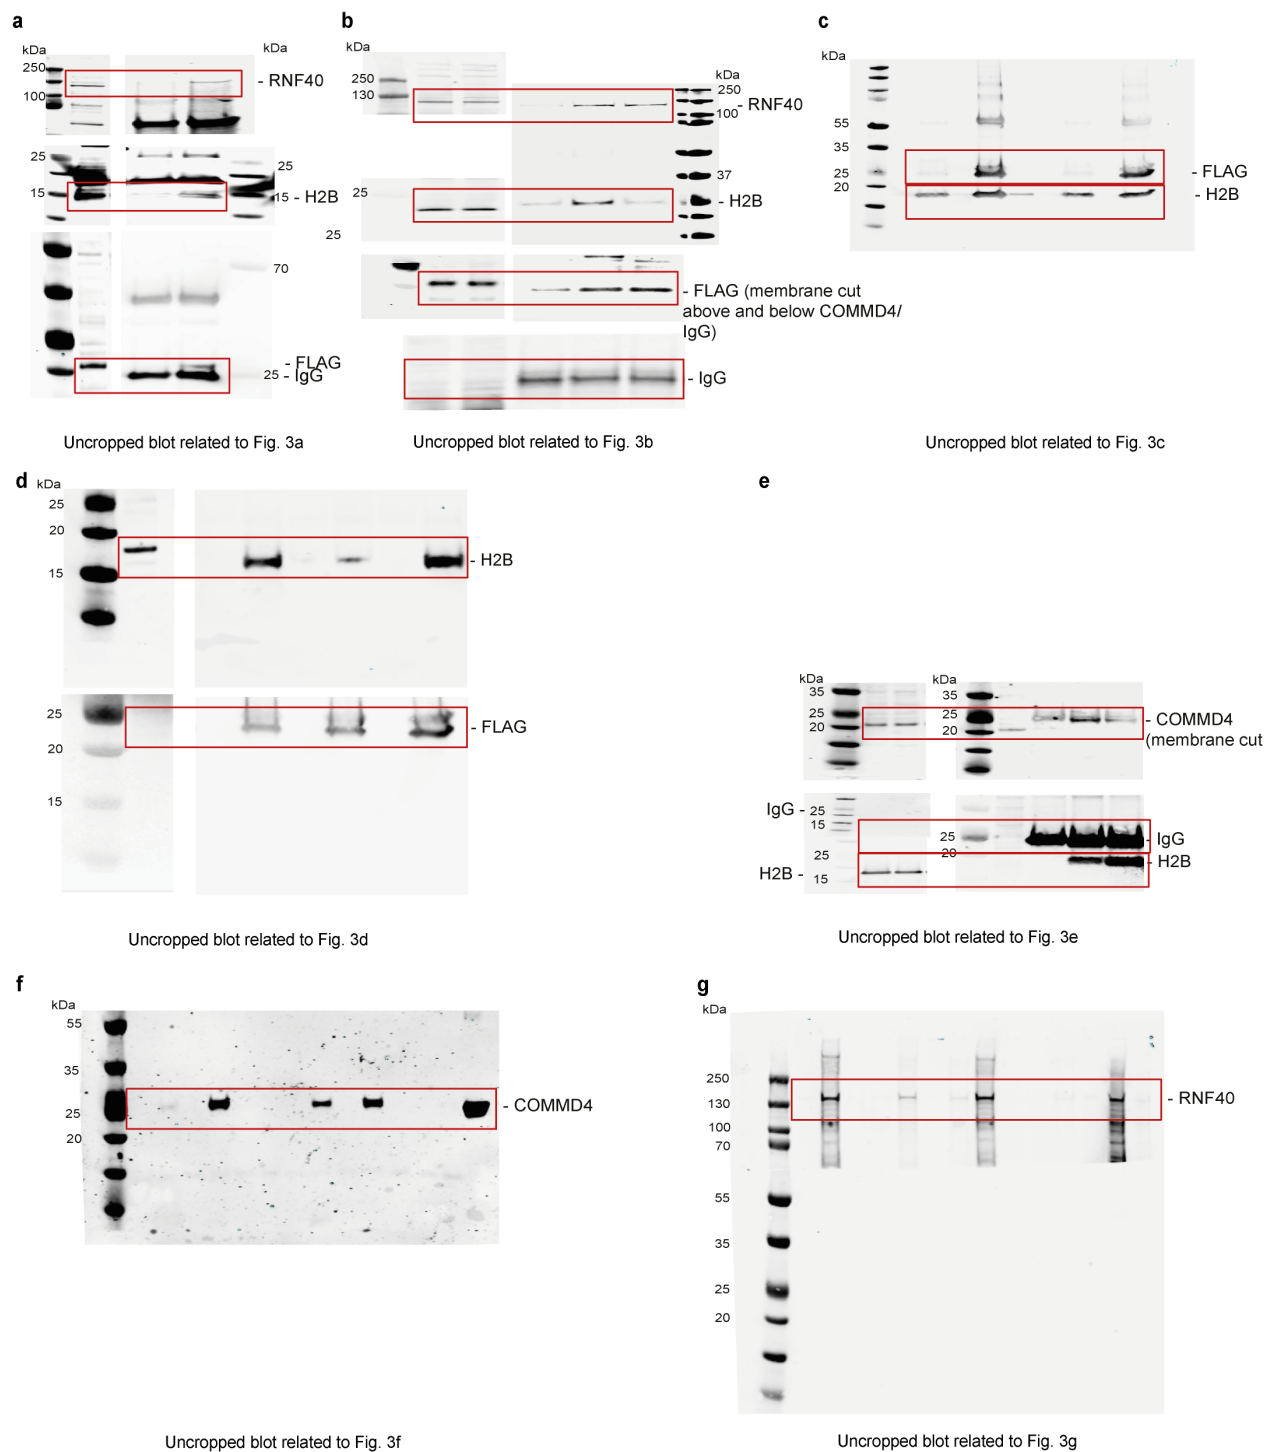 a
kDa
kDa
250
100
- RNF40
25
25
15
15 - H2B
70
- FLAG
25 - IgG
Uncropped blot related to Fig. 3a
b
kDa
kDa
250
130
250
100
- RNF40
37
25
- H2B
25
- FLAG (membrane cut
above and below COMMD4/
IgG)
- IgG
Uncropped blot related to Fig. 3b
c
kDa
55
35
25
20
- FLAG
- H2B
Uncropped blot related to Fig. 3c
d
kDa
25
20
15
- H2B
25
20
15
- FLAG
Uncropped blot related to Fig. 3d
e
kDa
kDa
35
25
20
35
25
20
- COMMD4
(membrane cut
IgG -
25
15
25
20
- IgG
25
H2B -
15
- H2B
Uncropped blot related to Fig. 3e
f
kDa
55
35
25
20
- COMMD4
Uncropped blot related to Fig. 3f
g
kDa
250
130
100
70
55
35
25
20
- RNF40
Uncropped blot related to Fig. 3g